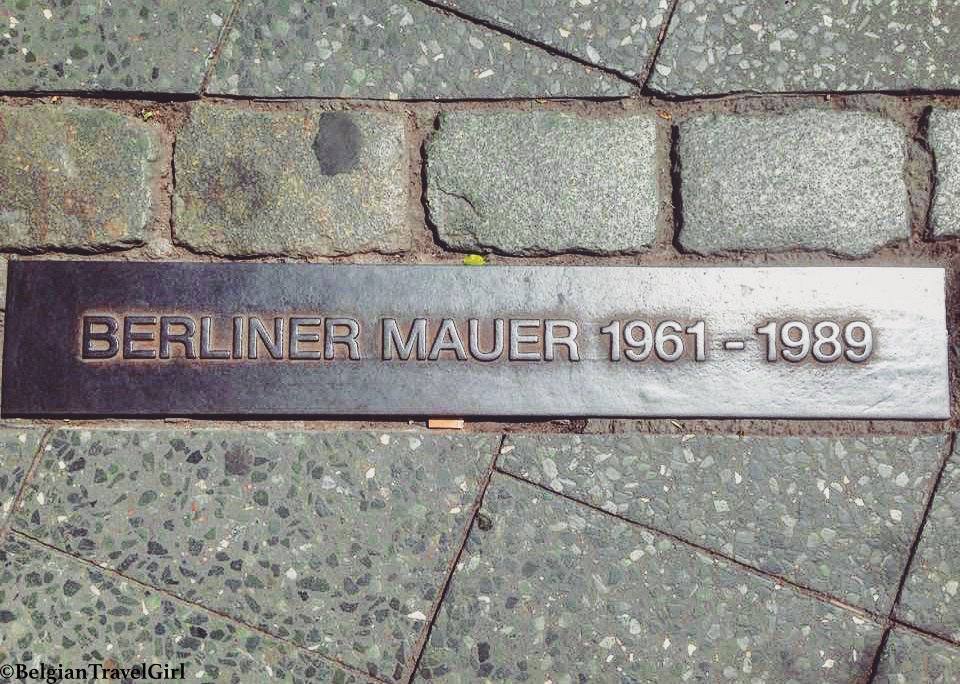 BERLINER MAUER 1961 - 1989
©BelgianTravelGirl